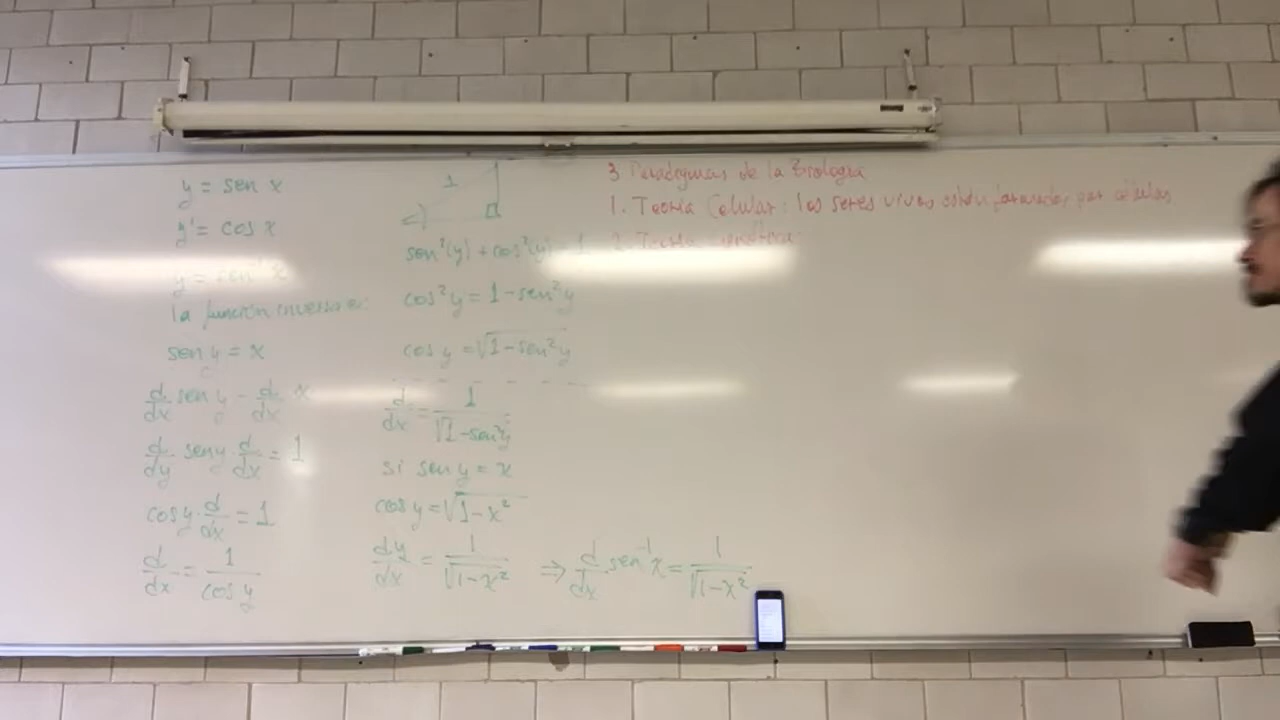 y = sen x
y' = cos x
y = sen⁻¹ x
la función inversa es:
sen y = x
d/dx sen y = d/dx x
d/dy sen y · d/dx = 1
cos y · d/dx = 1
d/dx = 1/cos y
1
sen²(y) + cos²(y) = 1
cos² y = 1 - sen² y
cos y = √(1 - sen² y)
d/dx = 1/√(1 - sen² y)
si sen y = x
cos y = √(1 - x²)
dy/dx = 1/√(1 - x²) ⇒ d/dx sen⁻¹ x = 1/√(1 - x²)
3 Paradigmas de la Biología
1. Teoría Celular: los seres vivos están formados por células
2. Teoría